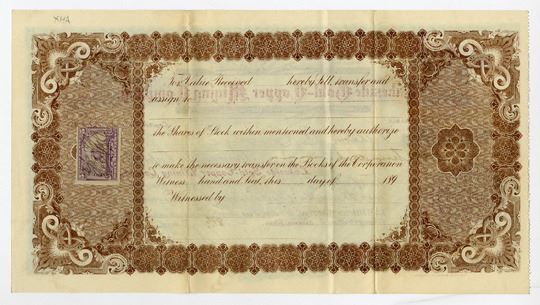 For Value Received hereby sell, transfer and
assign to
the Shares of Stock within mentioned and hereby authorize
to make the necessary transfer on the Books of the Corporation
Witness hand and Seal, this day of 189
Witnessed by